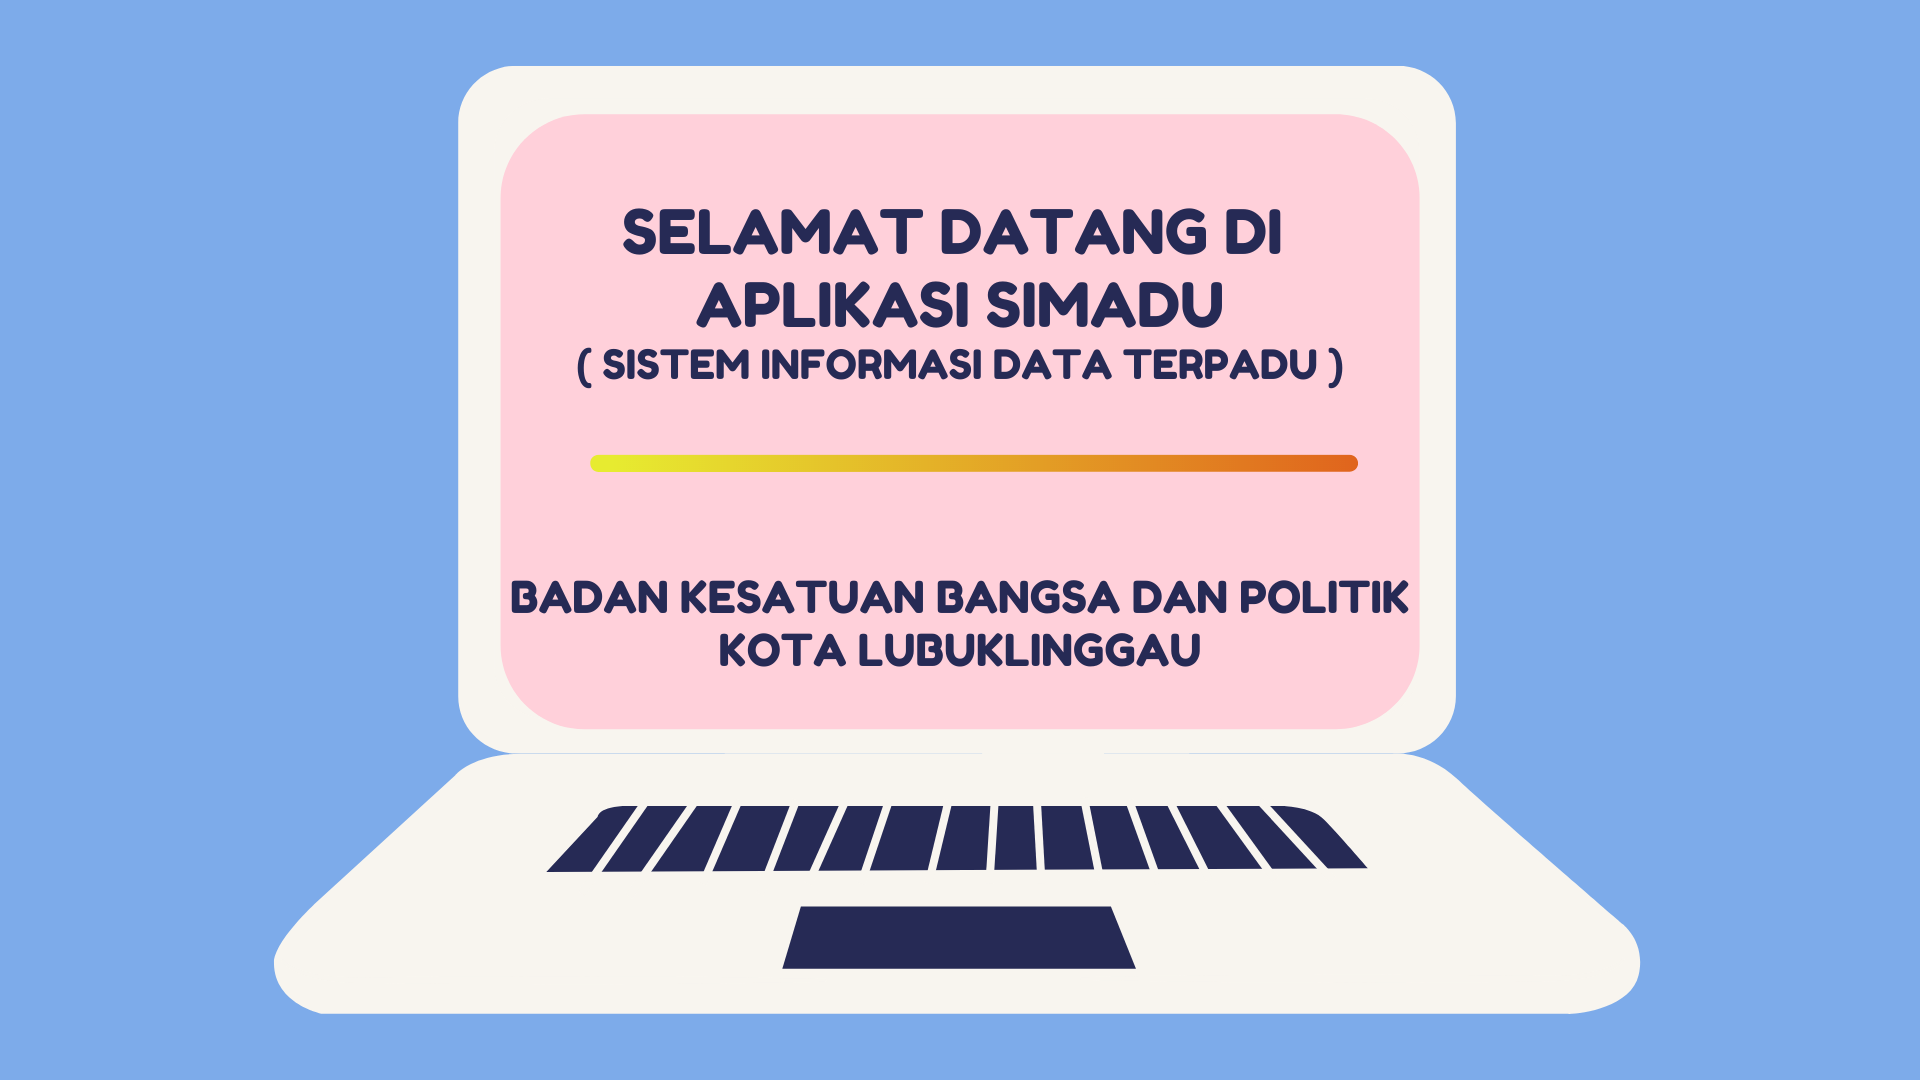 SELAMAT DATANG DI
APLIKASI SIMADU
( SISTEM INFORMASI DATA TERPADU )
BADAN KESATUAN BANGSA DAN POLITIK
KOTA LUBUKLINGGAU